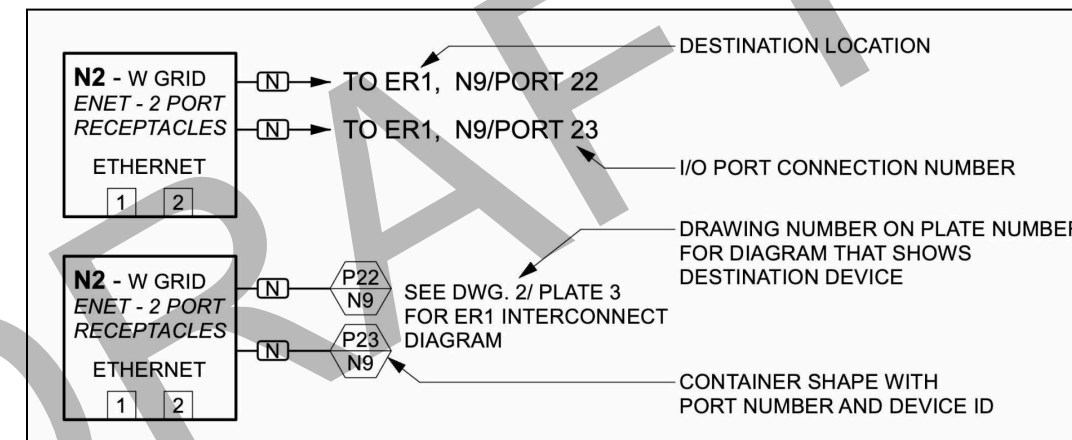 N2 - W GRID
ENET - 2 PORT
RECEPTACLES
ETHERNET
1 2
N TO ER1, N9/PORT 22
N TO ER1, N9/PORT 23
DESTINATION LOCATION
I/O PORT CONNECTION NUMBER
N2 - W GRID
ENET - 2 PORT
RECEPTACLES
ETHERNET
1 2
N
P22
N9
N
P23
N9
SEE DWG. 2/ PLATE 3
FOR ER1 INTERCONNECT
DIAGRAM
DRAWING NUMBER ON PLATE NUMBER
FOR DIAGRAM THAT SHOWS
DESTINATION DEVICE
CONTAINER SHAPE WITH
PORT NUMBER AND DEVICE ID
DRAFT